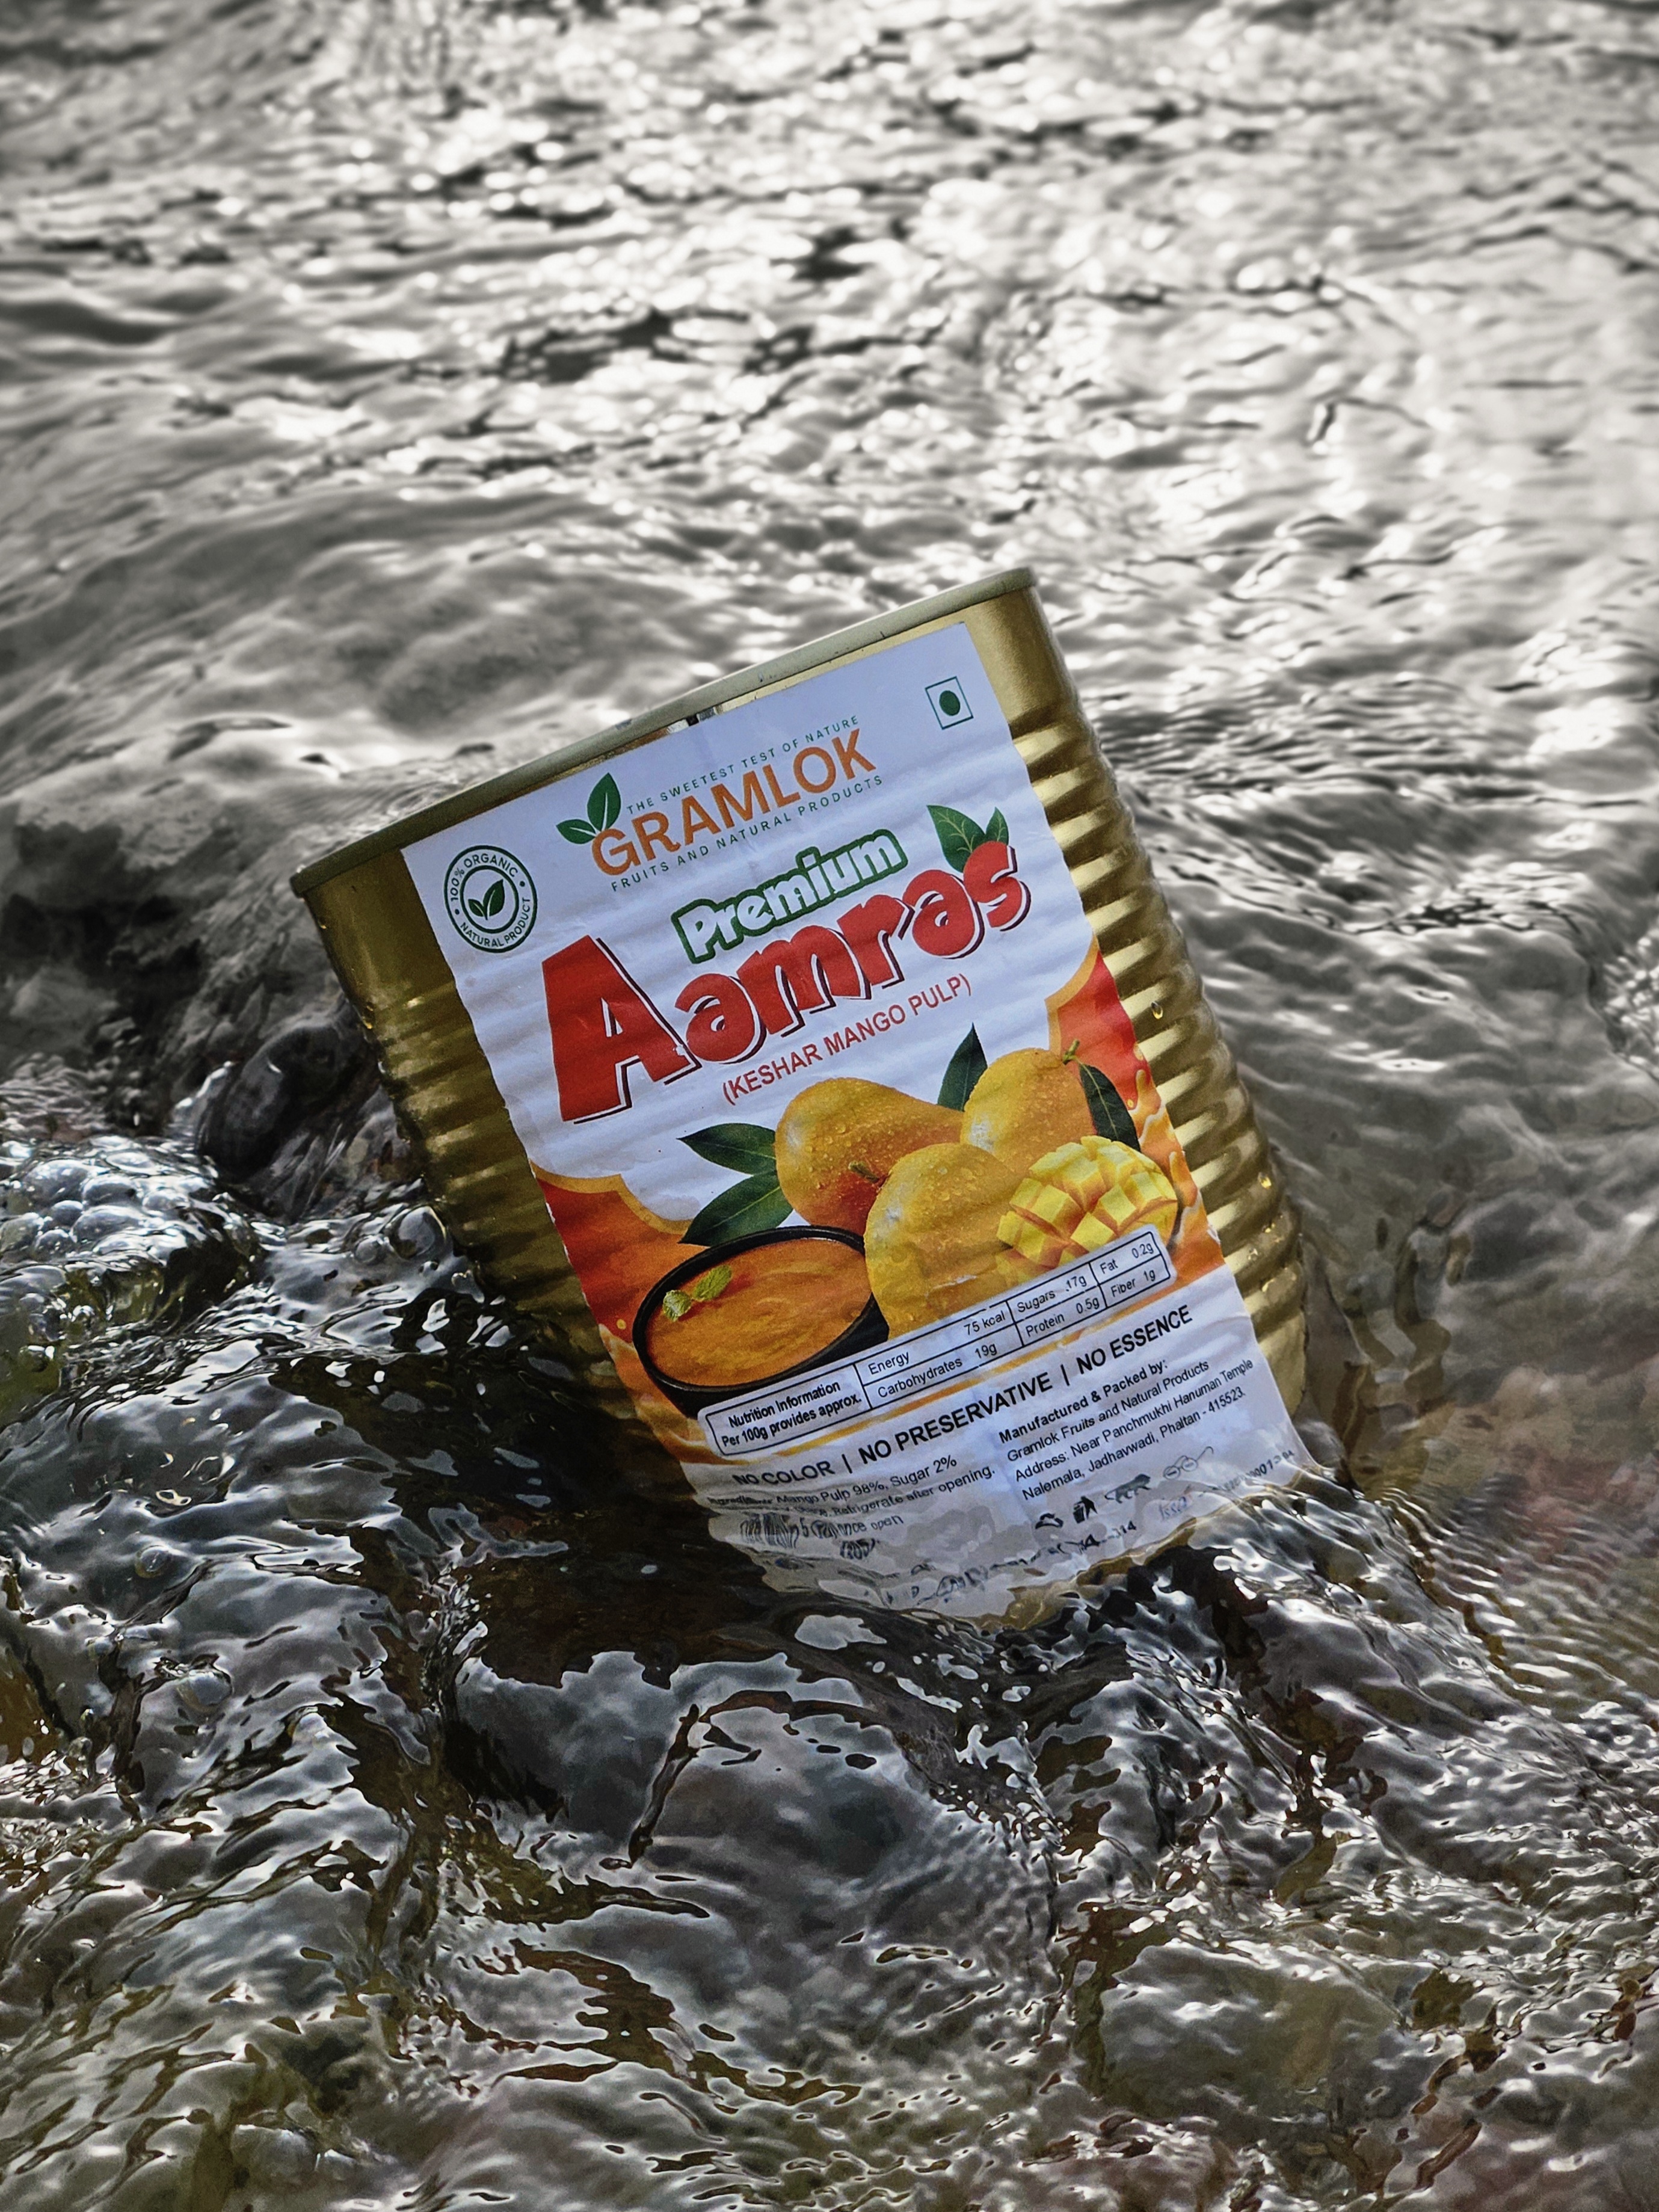 THE SWEETEST TEST OF NATURE
GRAMLOK
FRUITS AND NATURAL PRODUCTS
100% ORGANIC
NATURAL PRODUCT
Premium
Aamras
(KESHAR MANGO PULP)
Nutrition Information
Per 100g provides approx.
Energy 75 kcal
Carbohydrates 19g
Sugars 17g
Protein 0.5g
Fat 0.2g
Fiber 1g
NO COLOR | NO PRESERVATIVE | NO ESSENCE
Mango Pulp 98%, Sugar 2%
Refrigerate after opening.
once open
Manufactured & Packed by:
Gramlok Fruits and Natural Products
Address: Near Panchmukhi Hanuman Temple
Nalemala, Jadhavwadi, Phaltan - 415523.
fssai